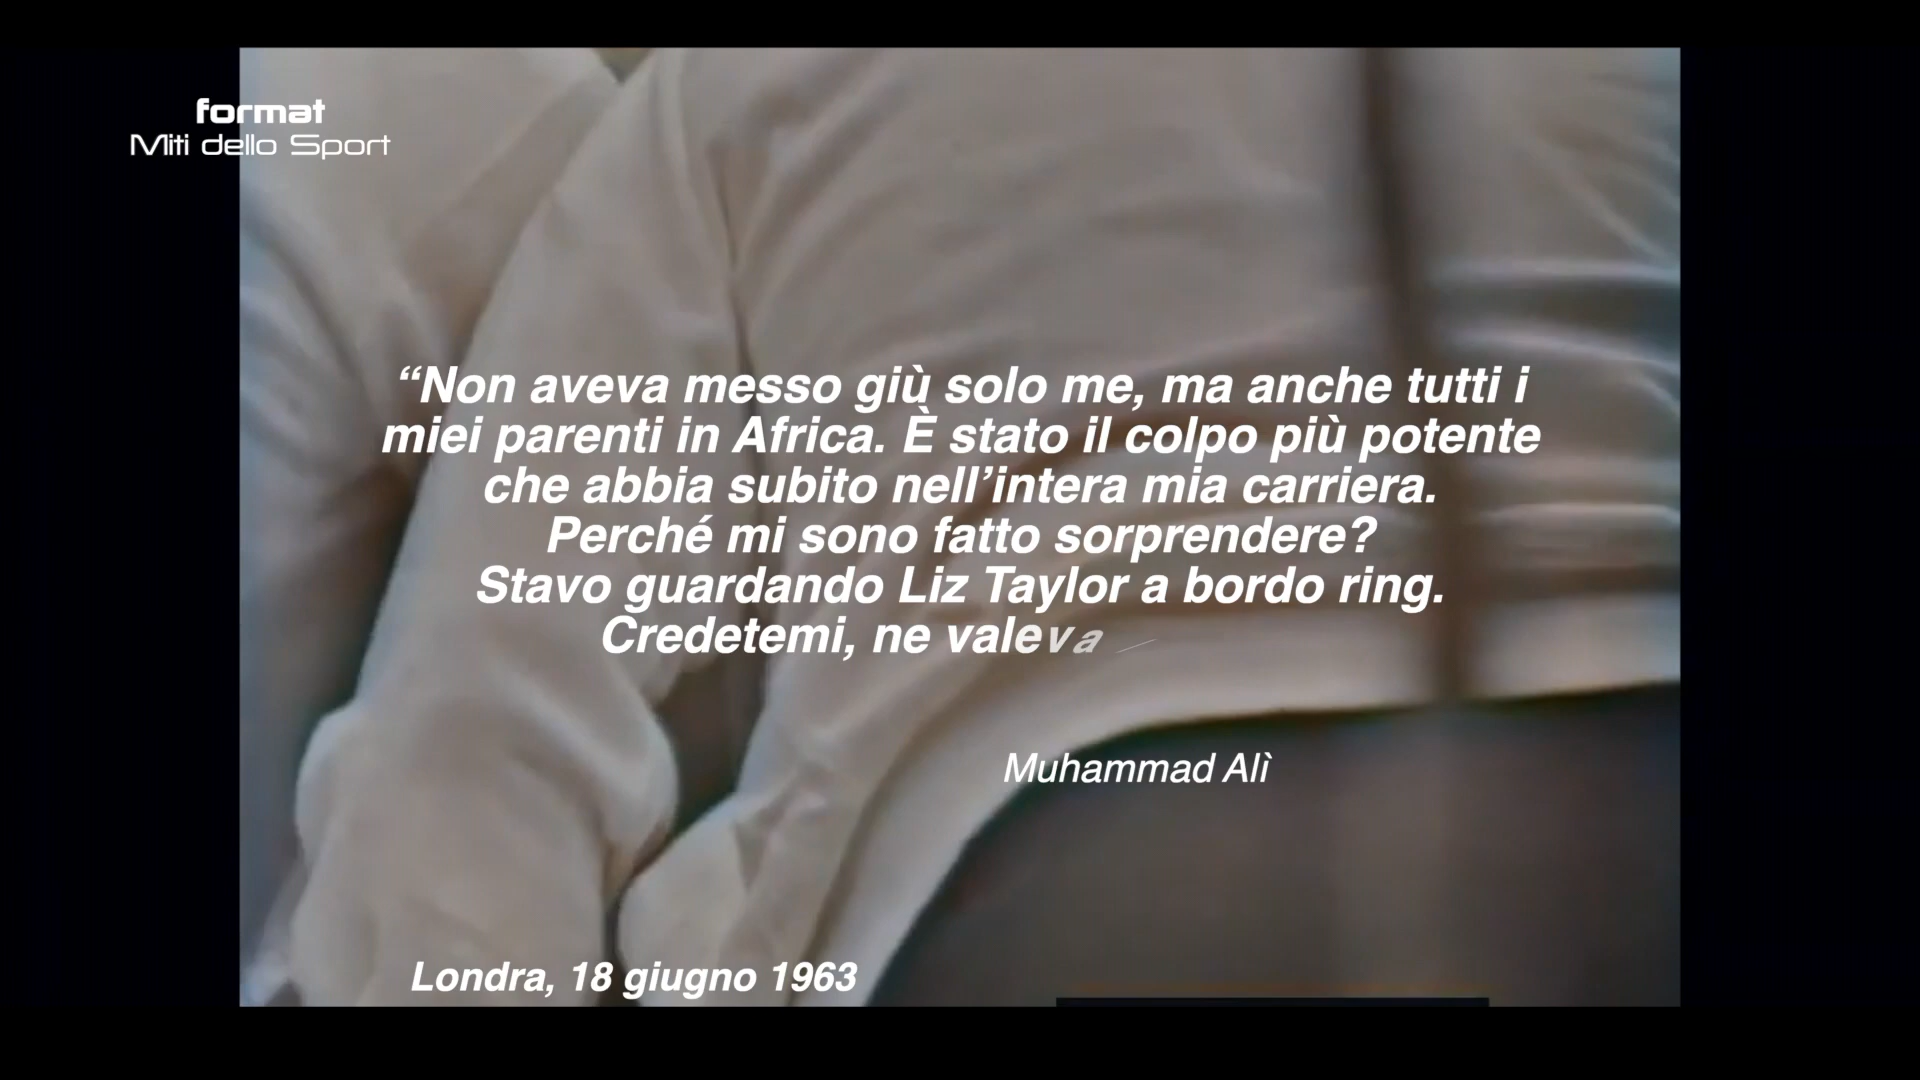 format
Miti dello Sport
“Non aveva messo giù solo me, ma anche tutti i
miei parenti in Africa. È stato il colpo più potente
che abbia subito nell’intera mia carriera.
Perché mi sono fatto sorprendere?
Stavo guardando Liz Taylor a bordo ring.
Credetemi, ne valeva
Muhammad Alì
Londra, 18 giugno 1963